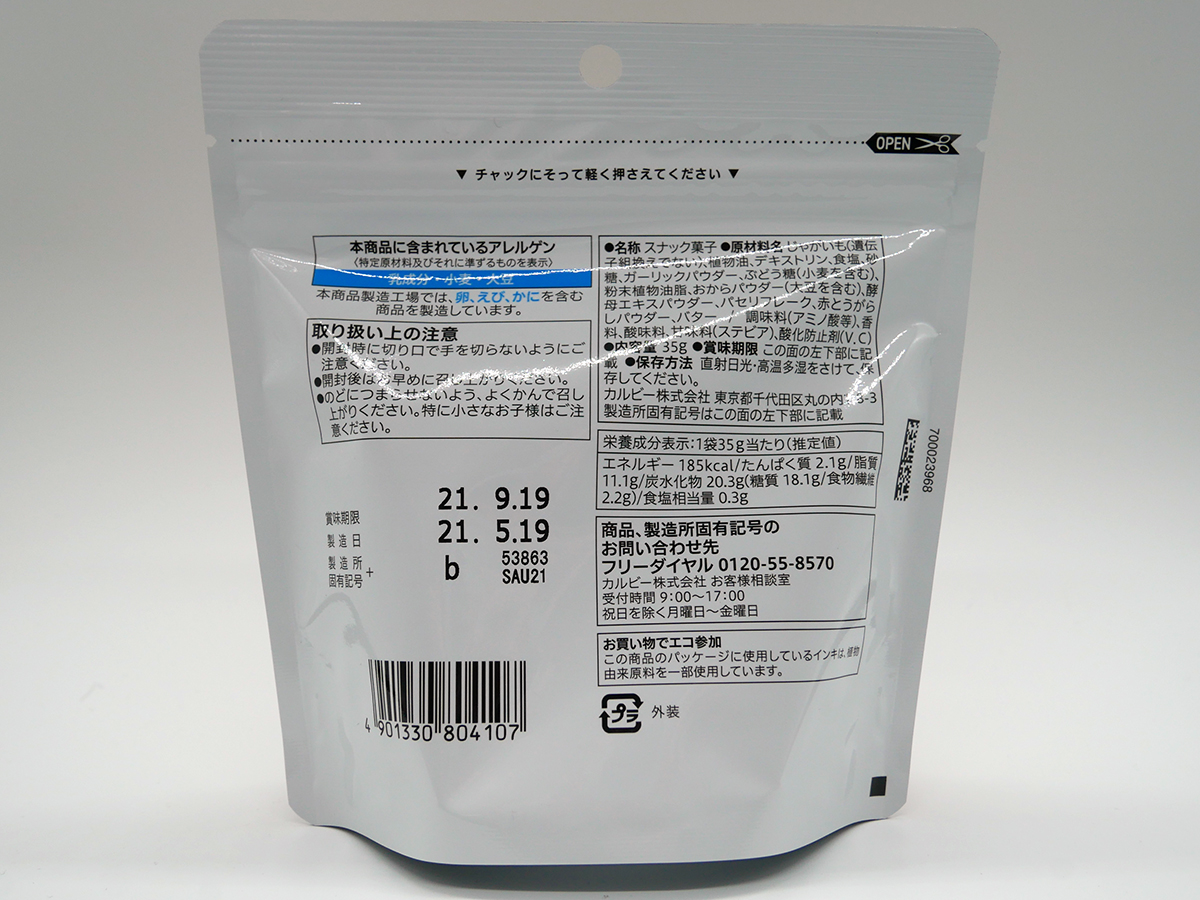 OPEN
▼ チャックにそって軽く押さえてください ▼
本商品に含まれているアレルゲン
〈特定原材料及びそれに準ずるものを表示〉
乳成分・小麦・大豆
本商品製造工場では、卵、えび、かにを含む
商品を製造しています。
取り扱い上の注意
●開封時に切り口で手を切らないようにご
注意ください。
●開封後はお早めに召し上がりください。
●のどにつまらせないよう、よくかんで召し
上がりください。特に小さなお子様はご注
意ください。
賞味期限 21. 9.19
製造日 21. 5.19
製造所
固有記号 + b 53863
SAU21
4 901330 804107
●名称 スナック菓子 ●原材料名 じゃがいも(遺伝
子組換えでない)、植物油、デキストリン、食塩、砂
糖、ガーリックパウダー、ぶどう糖(小麦を含む)、
粉末植物油脂、おからパウダー(大豆を含む)、酵
母エキスパウダー、パセリフレーク、赤とうがら
しパウダー、バター / 調味料(アミノ酸等)、香
料、酸味料、甘味料(ステビア)、酸化防止剤(V.C)
●内容量 35g ●賞味期限 この面の左下部に記
載 ●保存方法 直射日光・高温多湿をさけて、保
存してください。
カルビー株式会社 東京都千代田区丸の内1-8-3
製造所固有記号はこの面の左下部に記載
栄養成分表示:1袋35g当たり(推定値)
エネルギー 185kcal/たんぱく質 2.1g/脂質
11.1g/炭水化物 20.3g(糖質 18.1g/食物繊維
2.2g)/食塩相当量 0.3g
商品、製造所固有記号の
お問い合わせ先
フリーダイヤル 0120-55-8570
カルビー株式会社 お客様相談室
受付時間 9:00～17:00
祝日を除く月曜日～金曜日
お買い物でエコ参加
この商品のパッケージに使用しているインキは、植物
由来原料を一部使用しています。
プラ 外装
700023968